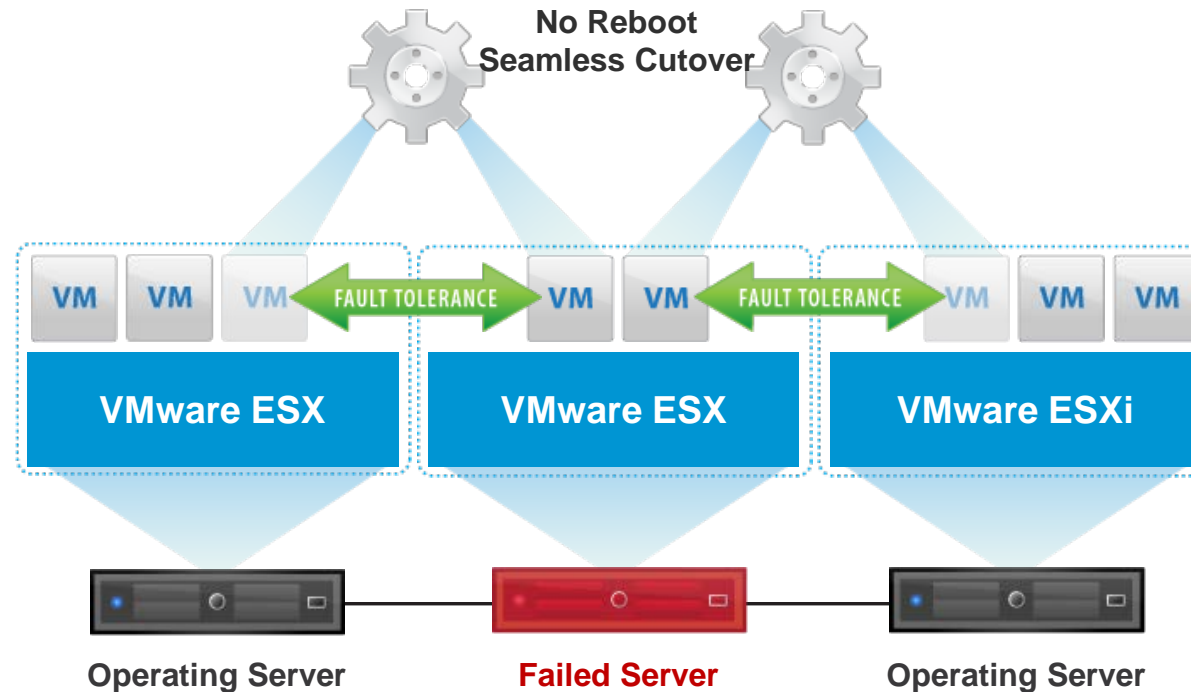 No Reboot
Seamless Cutover
VM
VM
VM
FAULT TOLERANCE
VM
VM
FAULT TOLERANCE
VM
VM
VM
VMware ESX
VMware ESX
VMware ESXi
Operating Server
Failed Server
Operating Server